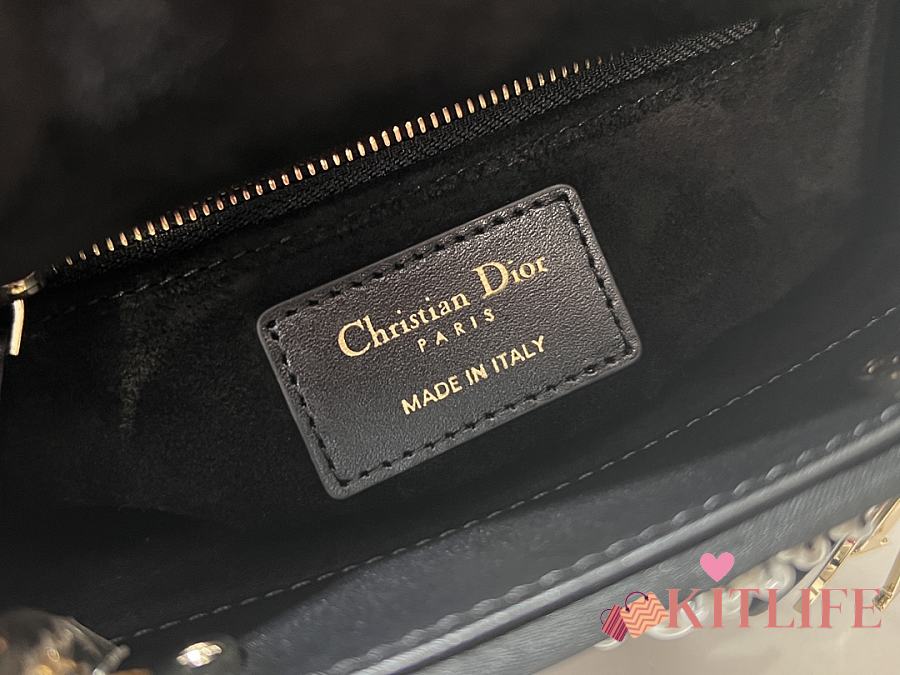 Christian Dior
PARIS
MADE IN ITALY
KITLIFE